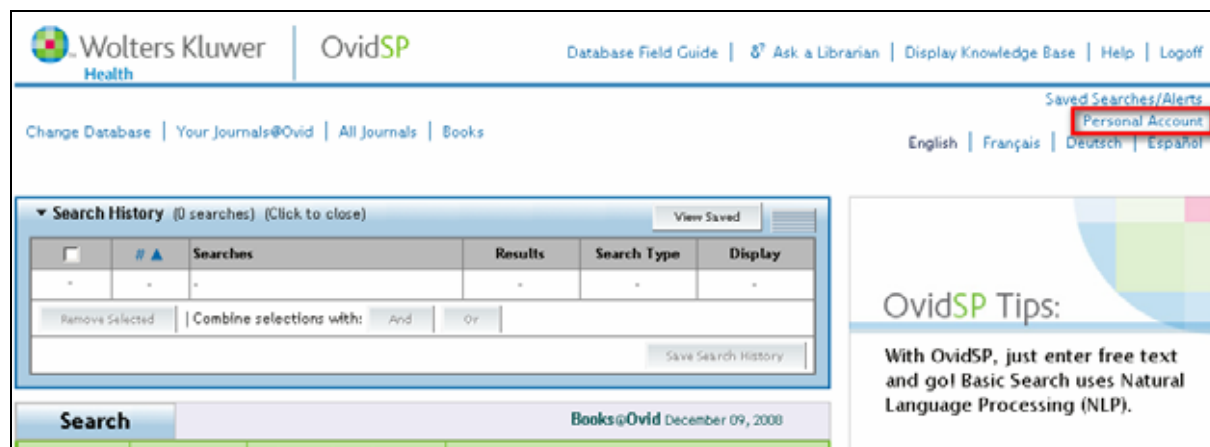 Wolters Kluwer OvidSP Database Field Guide | Ask a Librarian | Display Knowledge Base | Help | Logoff
Health
Saved Searches/Alerts
Personal Account
Change Database | Your Journals@Ovid | All Journals | Books
English | Français | Deutsch | Español
▼ Search History (0 searches) (Click to close) View Saved
# ▲ Searches Results Search Type Display
- - - - - -
Remove Selected | Combine selections with: And Or
Save Search History
OvidSP Tips:
With OvidSP, just enter free text
and go! Basic Search uses Natural
Language Processing (NLP).
Search Books@Ovid December 09, 2008